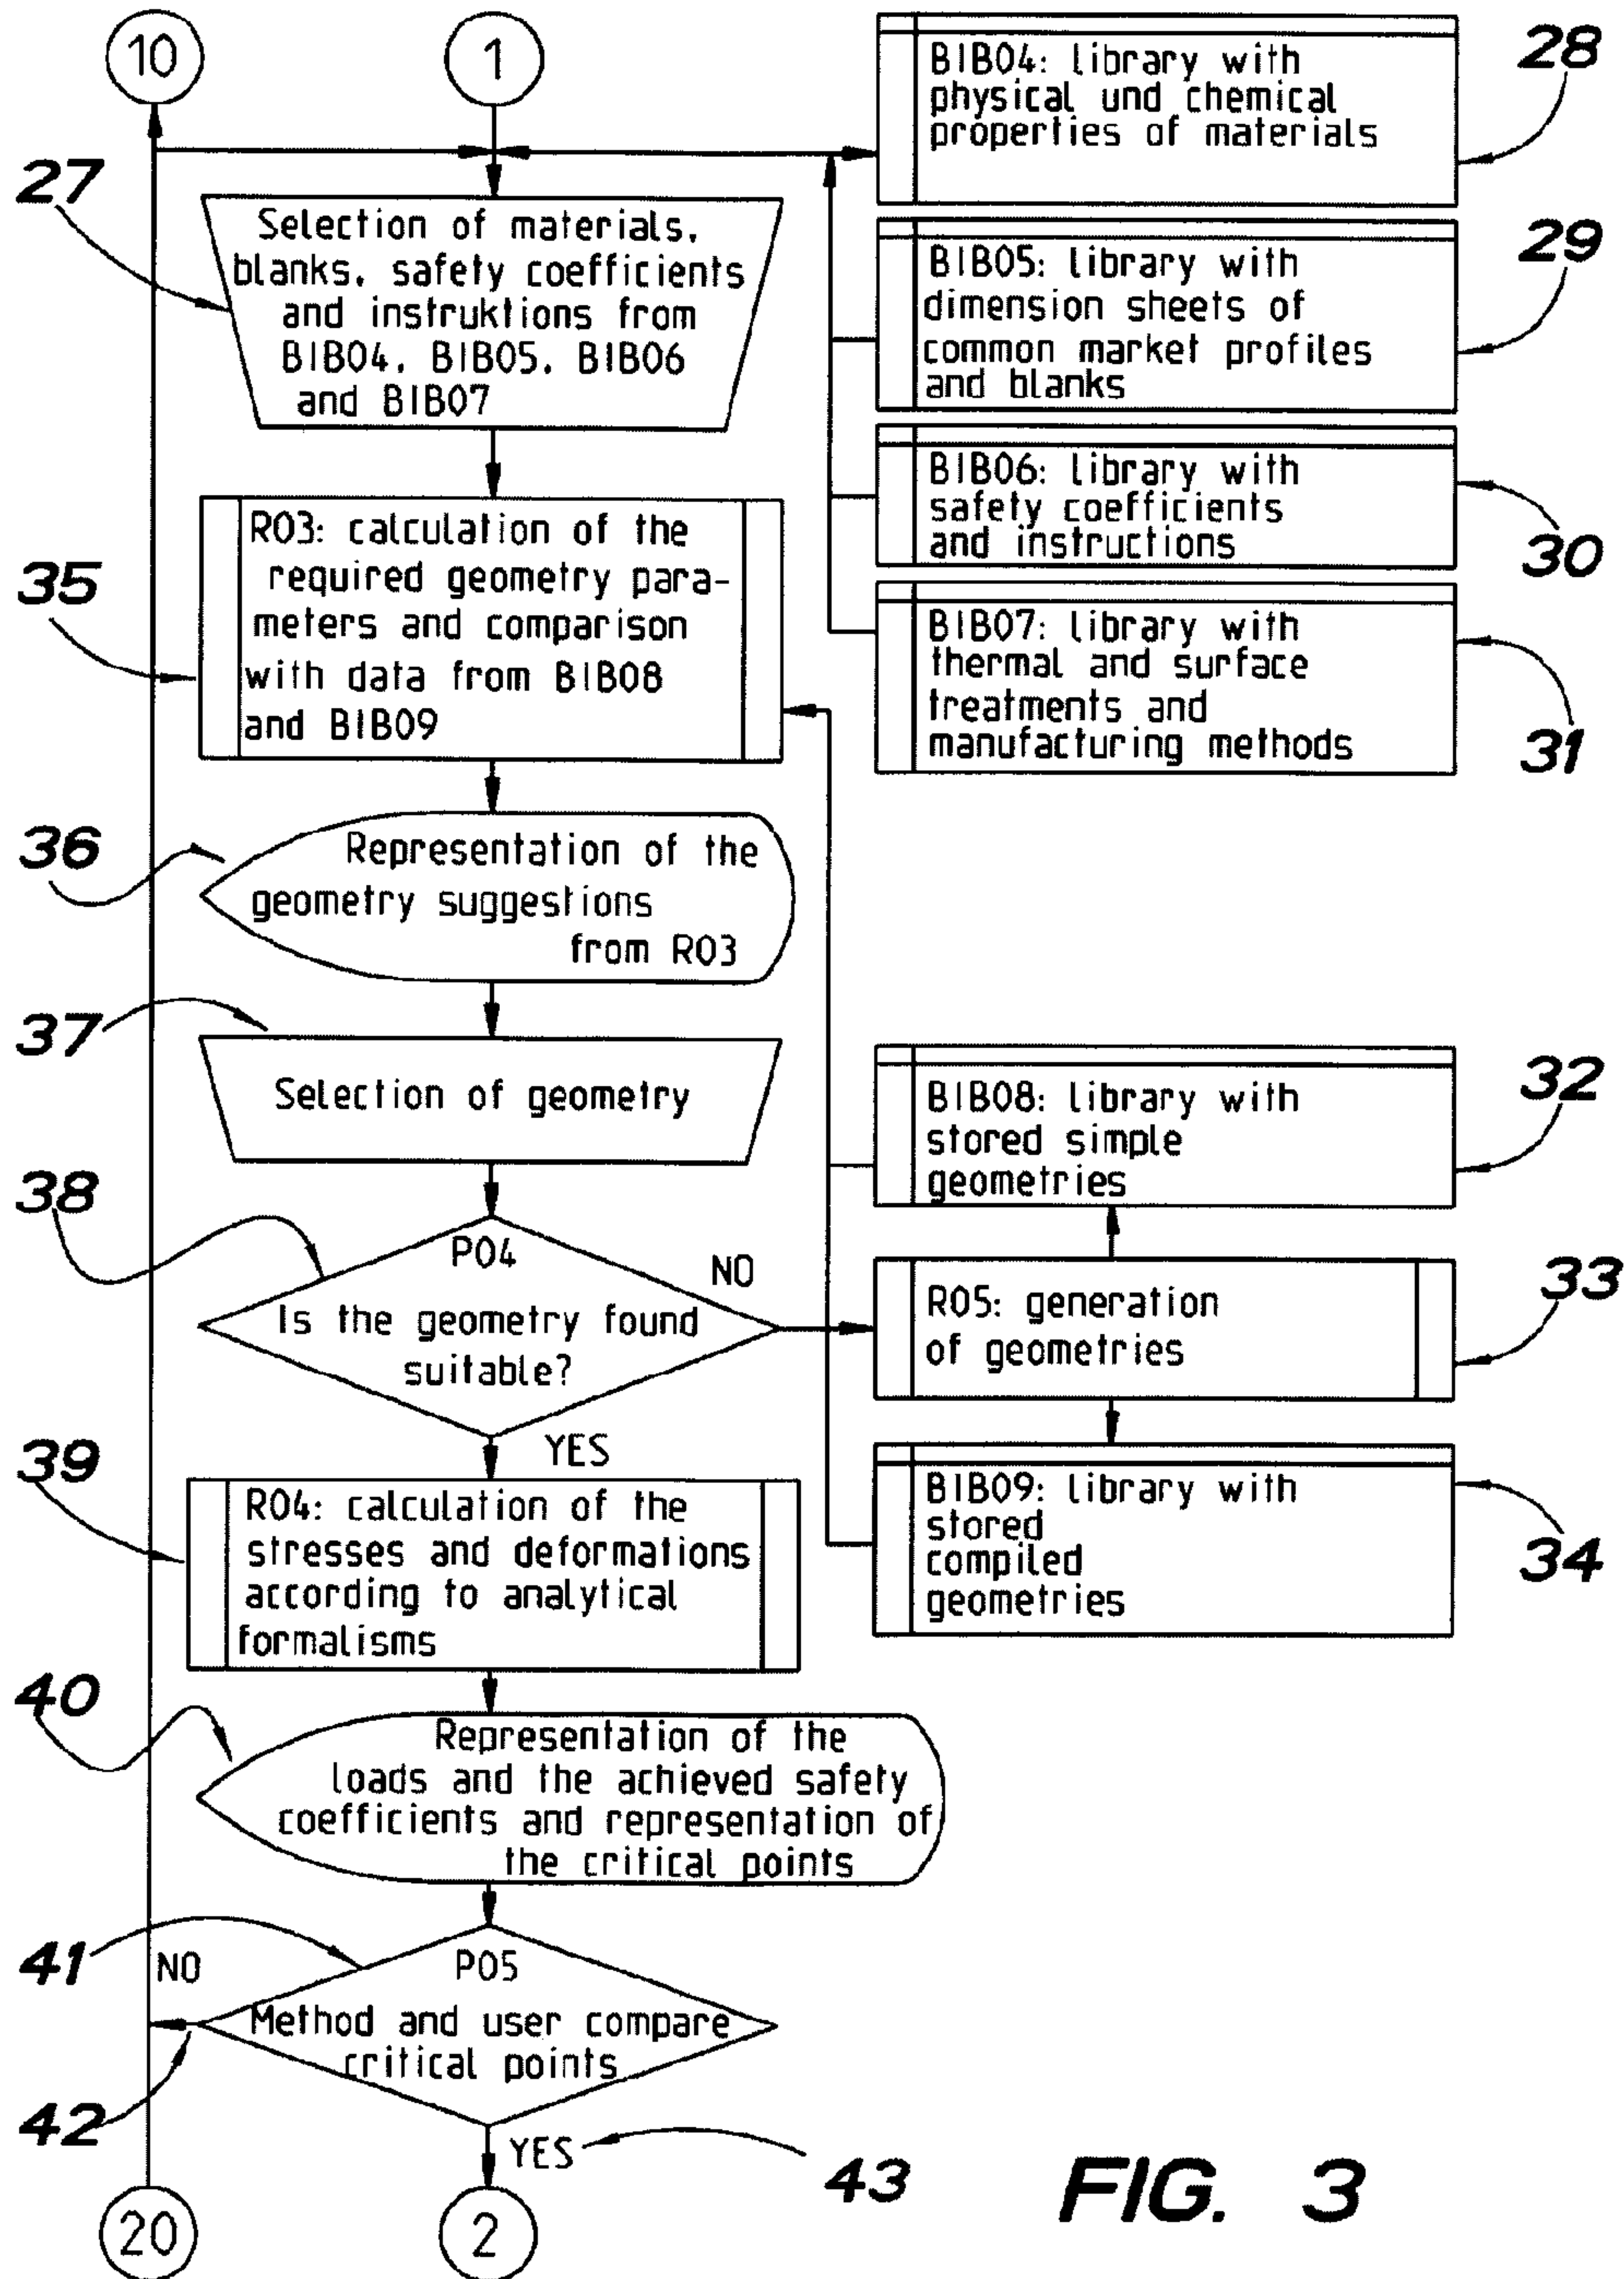 10
1
27
Selection of materials,
blanks, safety coefficients
and instruktions from
BIB04, BIB05, BIB06
and BIB07
BIB04: library with
physical und chemical
properties of materials
28
BIB05: library with
dimension sheets of
common market profiles
and blanks
29
BIB06: library with
safety coefficients
and instructions
30
BIB07: library with
thermal and surface
treatments and
manufacturing methods
31
35
R03: calculation of the
required geometry para-
meters and comparison
with data from BIB08
and BIB09
36
Representation of the
geometry suggestions
from R03
37
Selection of geometry
BIB08: library with
stored simple
geometries
32
38
P04
Is the geometry found
suitable?
NO
YES
R05: generation
of geometries
33
BIB09: library with
stored
compiled
geometries
34
39
R04: calculation of the
stresses and deformations
according to analytical
formalisms
40
Representation of the
loads and the achieved safety
coefficients and representation of
the critical points
41
NO
P05
Method and user compare
critical points
42
YES
43
20
2
FIG. 3